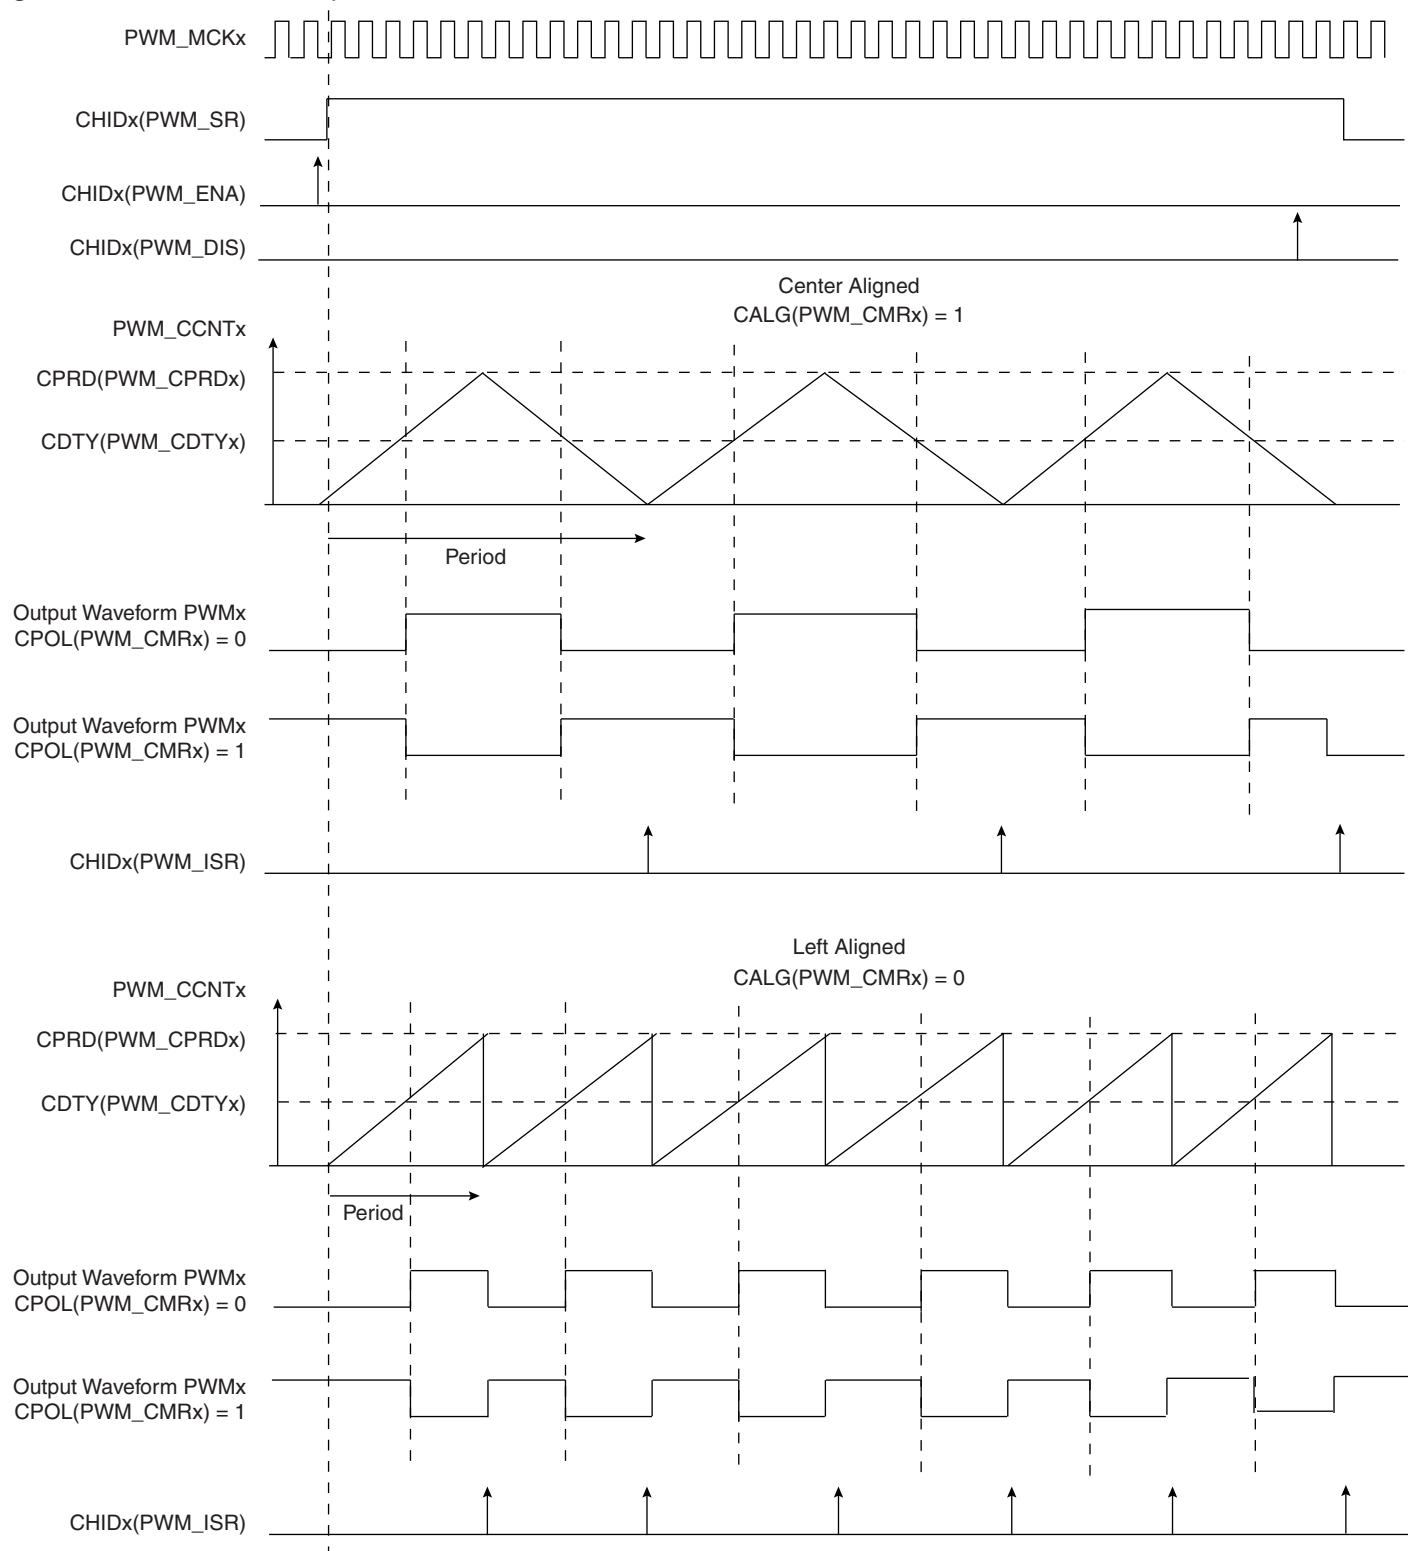 PWM_MCKx
CHIDx(PWM_SR)
CHIDx(PWM_ENA)
CHIDx(PWM_DIS)
Center Aligned
CALG(PWM_CMRx) = 1
PWM_CCNTx
CPRD(PWM_CPRDx)
CDTY(PWM_CDTYx)
Period
Output Waveform PWMx
CPOL(PWM_CMRx) = 0
Output Waveform PWMx
CPOL(PWM_CMRx) = 1
CHIDx(PWM_ISR)
Left Aligned
CALG(PWM_CMRx) = 0
PWM_CCNTx
CPRD(PWM_CPRDx)
CDTY(PWM_CDTYx)
Period
Output Waveform PWMx
CPOL(PWM_CMRx) = 0
Output Waveform PWMx
CPOL(PWM_CMRx) = 1
CHIDx(PWM_ISR)